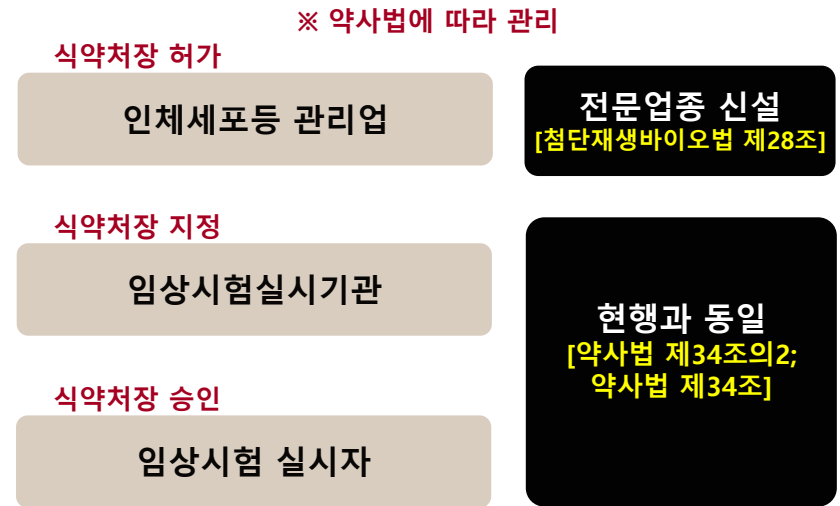 ※ 약사법에 따라 관리
식약처장 허가
인체세포등 관리업
전문업종 신설
[첨단재생바이오법 제28조]
식약처장 지정
임상시험실시기관
현행과 동일
[약사법 제34조의2;
약사법 제34조]
식약처장 승인
임상시험 실시자